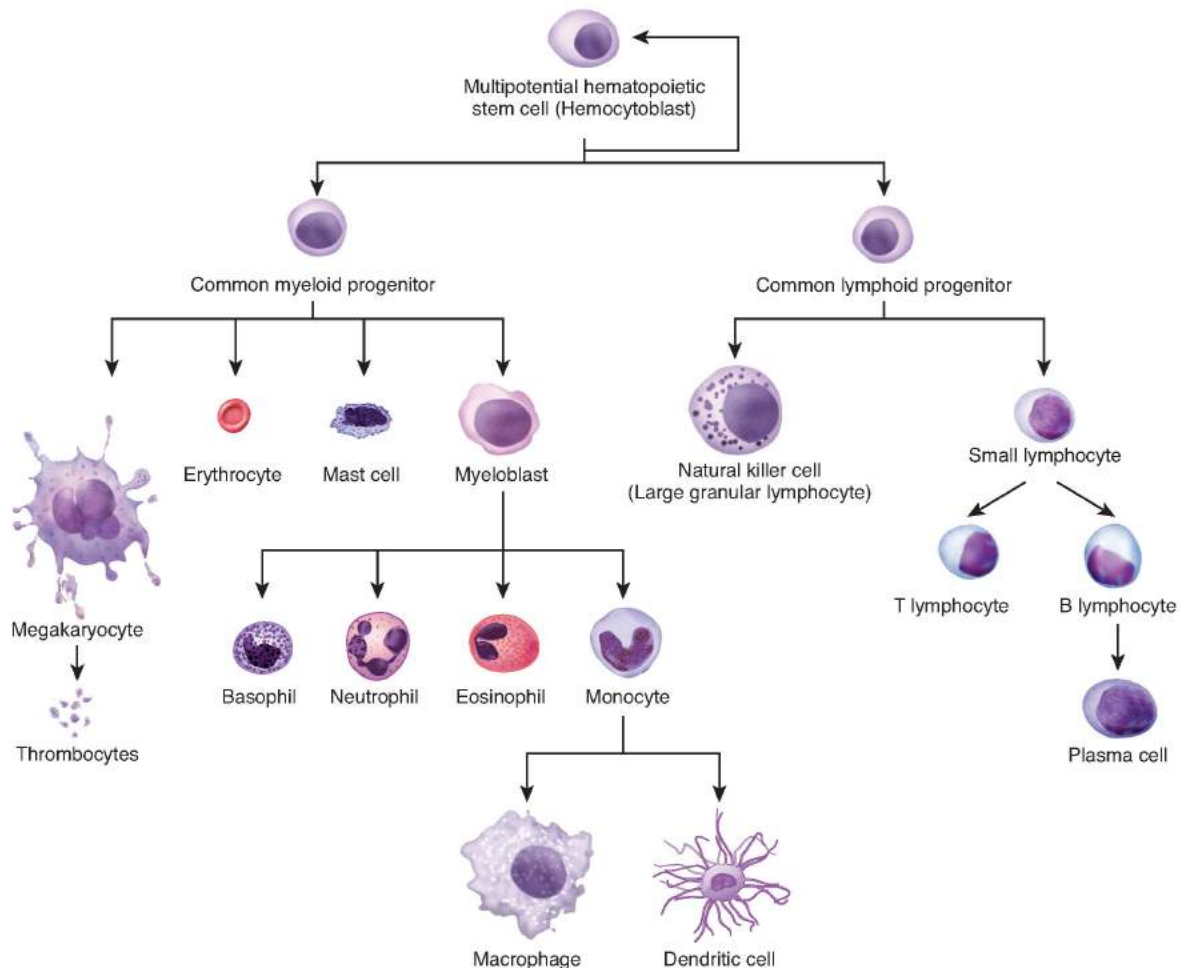 Multipotential hematopoietic
stem cell (Hemocytoblast)
Common myeloid progenitor
Common lymphoid progenitor
Erythrocyte
Mast cell
Myeloblast
Natural killer cell
(Large granular lymphocyte)
Small lymphocyte
T lymphocyte
B lymphocyte
Megakaryocyte
Basophil
Neutrophil
Eosinophil
Monocyte
Thrombocytes
Plasma cell
Macrophage
Dendritic cell